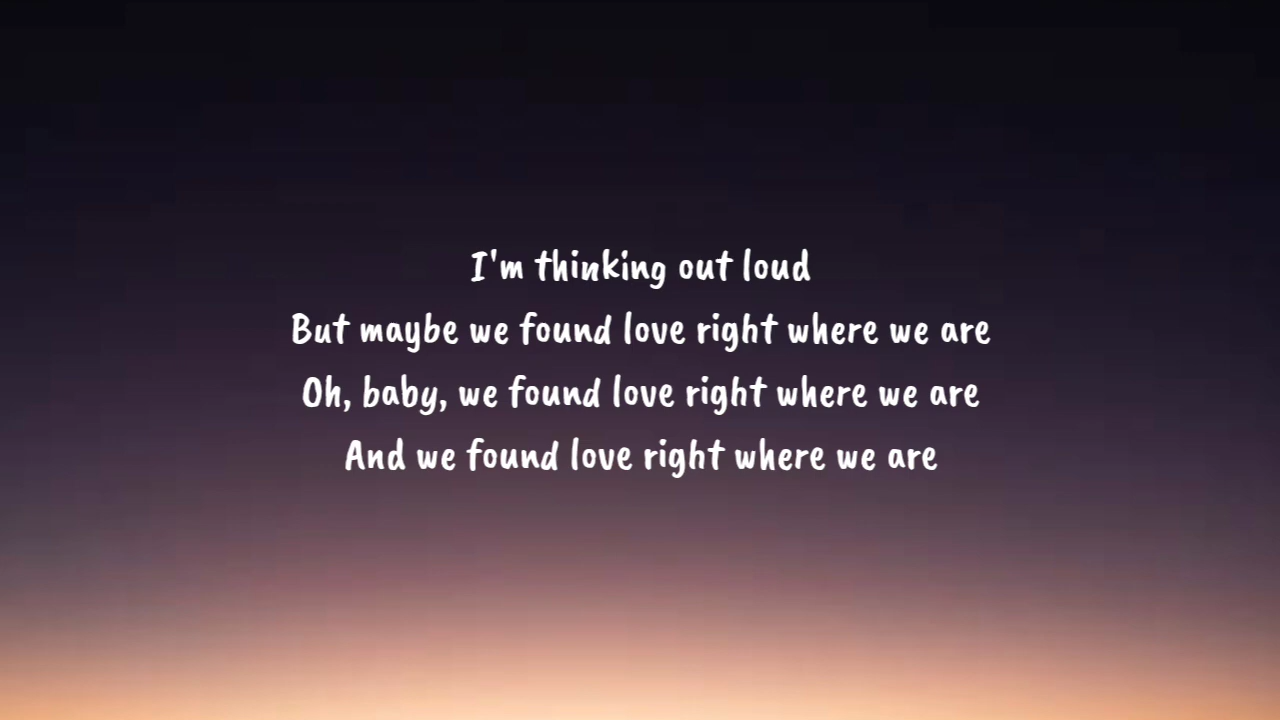 I'm thinking out loud
But maybe we found love right where we are
Oh, baby, we found love right where we are
And we found love right where we are